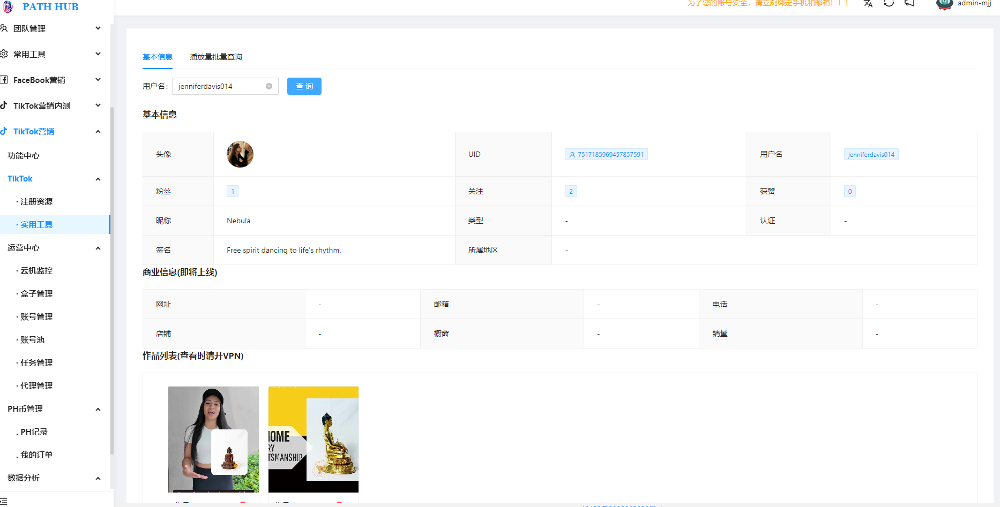 PATH HUB
为了您的账号安全，请立刻绑定手机和邮箱！！！
admin-mjj
团队管理
常用工具
FaceBook营销
TikTok营销内测
TikTok营销
功能中心
TikTok
· 注册资源
· 实用工具
运营中心
· 云机监控
· 盒子管理
· 账号管理
· 账号池
· 任务管理
· 代理管理
PH币管理
. PH记录
. 我的订单
数据分析
基本信息 播放量批量查询
用户名： jenniferdavis014 查 询
基本信息
头像 UID 7517185969457857591 用户名 jenniferdavis014
粉丝 1 关注 2 获赞 0
昵称 Nebula 类型 - 认证 -
签名 Free spirit dancing to life's rhythm. 所属地区 -
商业信息(即将上线)
网址 - 邮箱 - 电话 -
店铺 - 橱窗 - 销量 -
作品列表(查看时请开VPN)
HOME
RY
TSMANSHIP